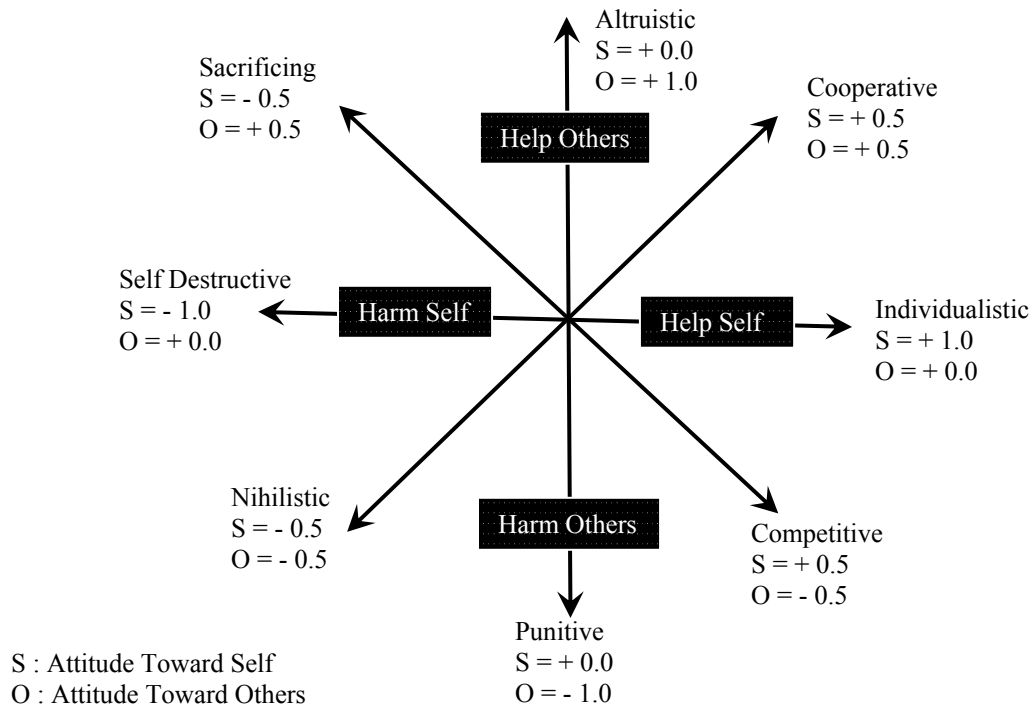 Altruistic
S = + 0.0
O = + 1.0
Sacrificing
S = - 0.5
O = + 0.5
Cooperative
S = + 0.5
O = + 0.5
Help Others
Self Destructive
S = - 1.0
O = + 0.0
Harm Self
Help Self
Individualistic
S = + 1.0
O = + 0.0
Nihilistic
S = - 0.5
O = - 0.5
Harm Others
Competitive
S = + 0.5
O = - 0.5
Punitive
S = + 0.0
O = - 1.0
S : Attitude Toward Self
O : Attitude Toward Others